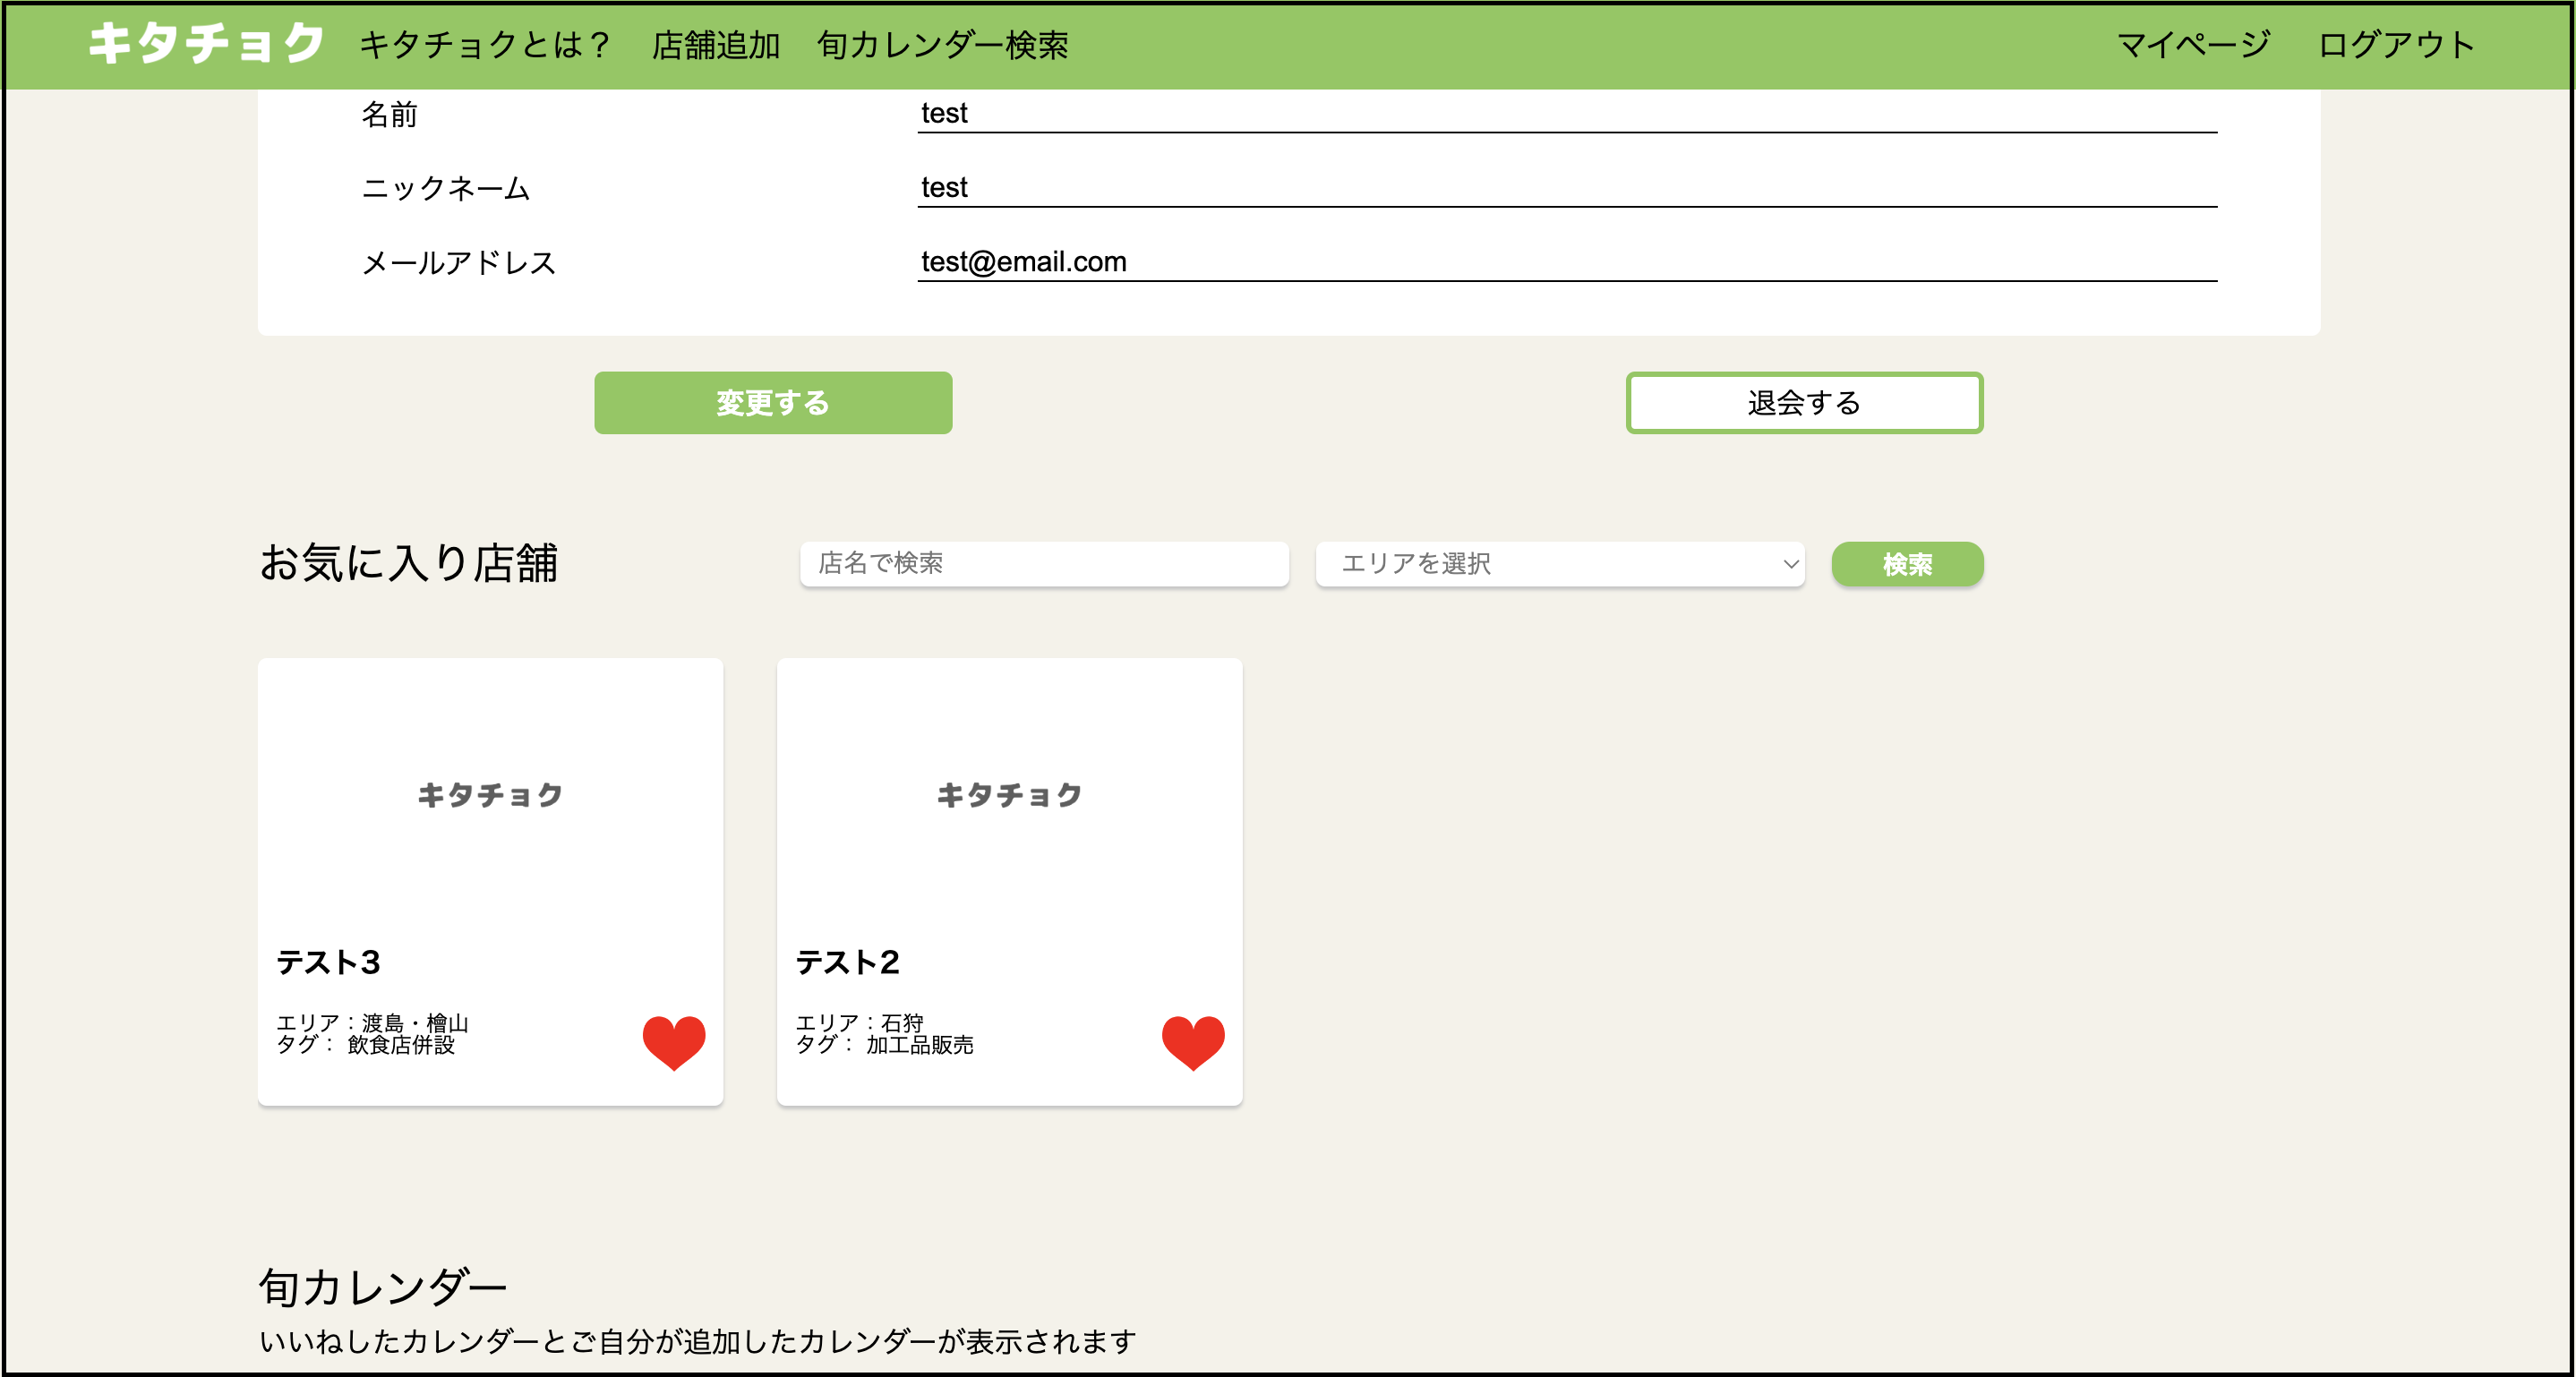 キタチョク キタチョクとは？ 店舗追加 旬カレンダー検索 マイページ ログアウト
名前 test
ニックネーム test
メールアドレス test@email.com
変更する 退会する
お気に入り店舗 店名で検索 エリアを選択 検索
キタチョク
テスト3
エリア：渡島・檜山
タグ： 飲食店併設
キタチョク
テスト2
エリア：石狩
タグ： 加工品販売
旬カレンダー
いいねしたカレンダーとご自分が追加したカレンダーが表示されます